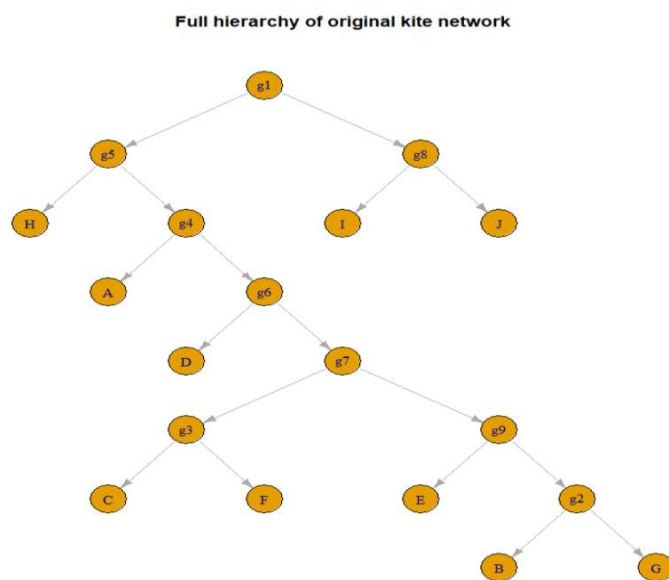 Full hierarchy of original kite network
g1
g5 g8
H g4 I J
A g6
D g7
g3 g9
C F E g2
B G